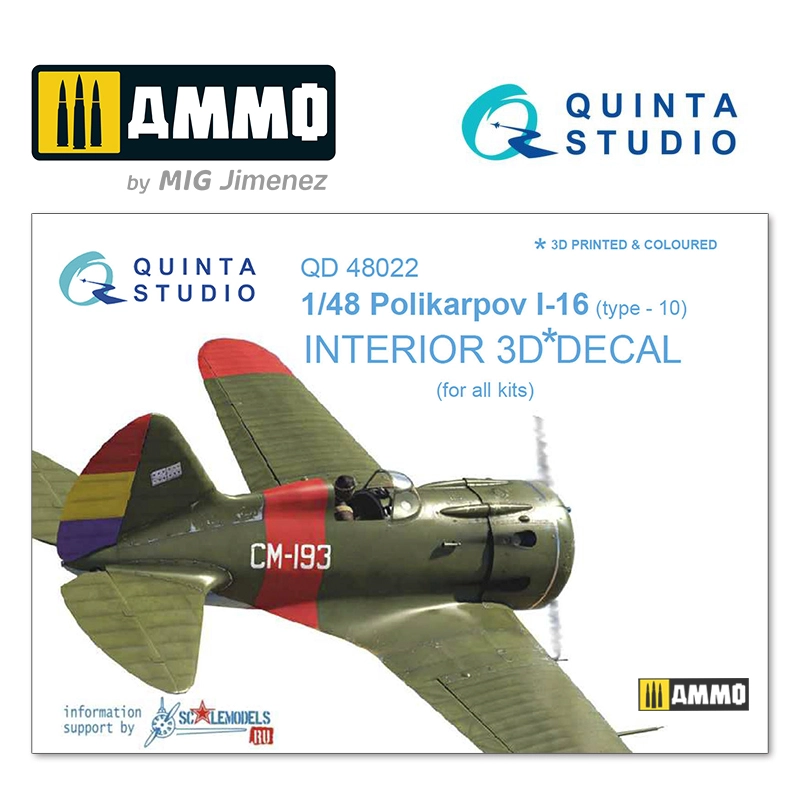 AMMO
by MIG Jimenez
QUINTA
STUDIO
* 3D PRINTED & COLOURED
QUINTA
STUDIO
QD 48022
1/48 Polikarpov I-16 (type - 10)
INTERIOR 3D*DECAL
(for all kits)
CM-193
information
support by
SCALEMODELS
RU
AMMO